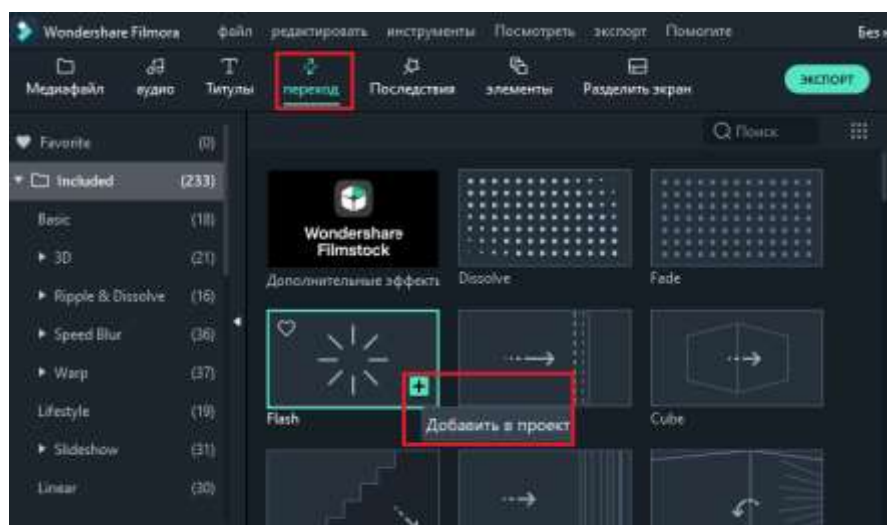 Wondershare Filmora файл редактировать инструменты Посмотреть экспорт Помогите Без
Медиафайл аудио Титулы переход Последствия элементы Разделить экран ЭКСПОРТ
Поиск
Favorite (0)
Included (233)
Basic (18)
3D (21)
Ripple & Dissolve (16)
Speed Blur (36)
Warp (37)
Lifestyle (19)
Slideshow (31)
Linear (30)
Wondershare
Filmstock
Дополнительные эффекты
Dissolve
Fade
Flash
Добавить в проект
Cube